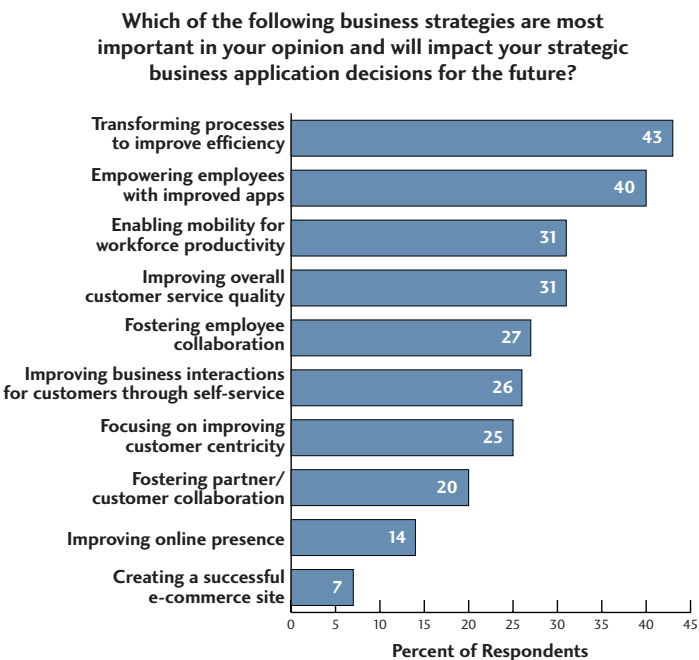 Which of the following business strategies are most
important in your opinion and will impact your strategic
business application decisions for the future?
Transforming processes
to improve efficiency
43
Empowering employees
with improved apps
40
Enabling mobility for
workforce productivity
31
Improving overall
customer service quality
31
Fostering employee
collaboration
27
Improving business interactions
for customers through self-service
26
Focusing on improving
customer centricity
25
Fostering partner/
customer collaboration
20
Improving online presence
14
Creating a successful
e-commerce site
7
0 5 10 15 20 25 30 35 40 45
Percent of Respondents